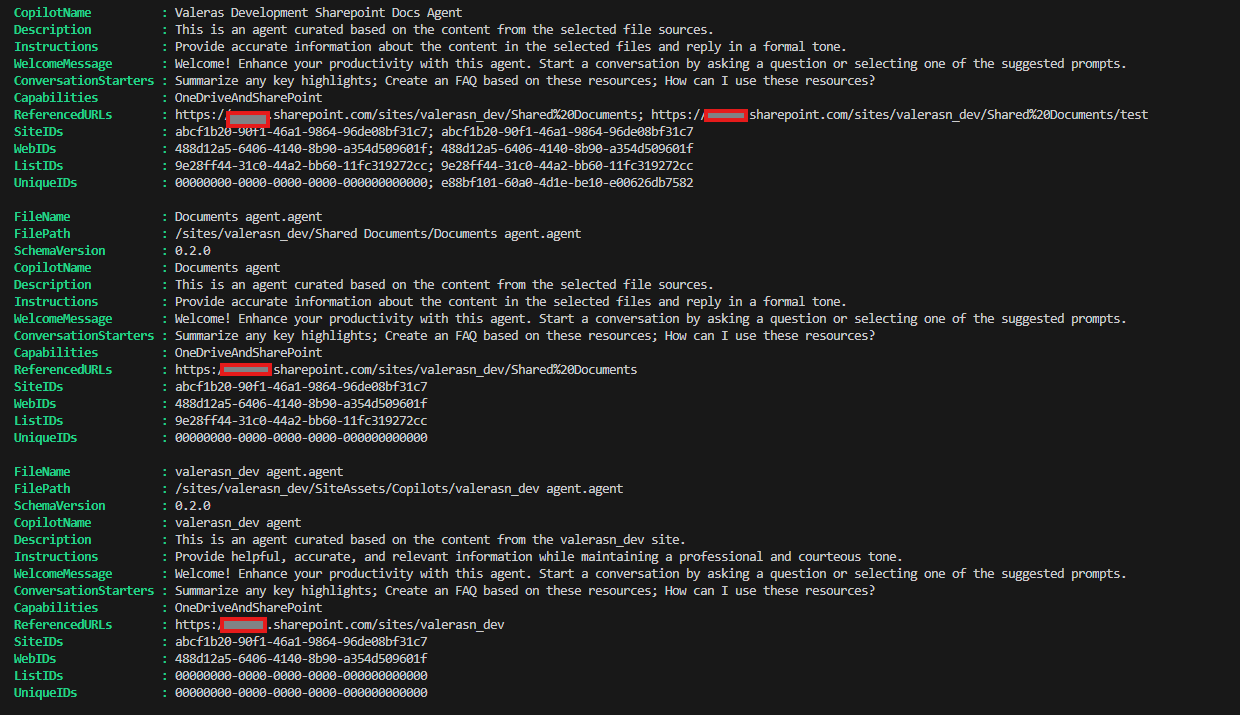 CopilotName : Valeras Development Sharepoint Docs Agent
Description : This is an agent curated based on the content from the selected file sources.
Instructions : Provide accurate information about the content in the selected files and reply in a formal tone.
WelcomeMessage : Welcome! Enhance your productivity with this agent. Start a conversation by asking a question or selecting one of the suggested prompts.
ConversationStarters : Summarize any key highlights; Create an FAQ based on these resources; How can I use these resources?
Capabilities : OneDriveAndSharePoint
ReferencedURLs : https:/ .sharepoint.com/sites/valerasn_dev/Shared%20Documents; https:/ sharepoint.com/sites/valerasn_dev/Shared%20Documents/test
SiteIDs : abcf1b20-90f1-46a1-9864-96de08bf31c7; abcf1b20-90f1-46a1-9864-96de08bf31c7
WebIDs : 488d12a5-6406-4140-8b90-a354d509601f; 488d12a5-6406-4140-8b90-a354d509601f
ListIDs : 9e28ff44-31c0-44a2-bb60-11fc319272cc; 9e28ff44-31c0-44a2-bb60-11fc319272cc
UniqueIDs : 00000000-0000-0000-0000-000000000000; e88bf101-60a0-4d1e-be10-e00626db7582
FileName : Documents agent.agent
FilePath : /sites/valerasn_dev/Shared Documents/Documents agent.agent
SchemaVersion : 0.2.0
CopilotName : Documents agent
Description : This is an agent curated based on the content from the selected file sources.
Instructions : Provide accurate information about the content in the selected files and reply in a formal tone.
WelcomeMessage : Welcome! Enhance your productivity with this agent. Start a conversation by asking a question or selecting one of the suggested prompts.
ConversationStarters : Summarize any key highlights; Create an FAQ based on these resources; How can I use these resources?
Capabilities : OneDriveAndSharePoint
ReferencedURLs : https:/ sharepoint.com/sites/valerasn_dev/Shared%20Documents
SiteIDs : abcf1b20-90f1-46a1-9864-96de08bf31c7
WebIDs : 488d12a5-6406-4140-8b90-a354d509601f
ListIDs : 9e28ff44-31c0-44a2-bb60-11fc319272cc
UniqueIDs : 00000000-0000-0000-0000-000000000000
FileName : valerasn_dev agent.agent
FilePath : /sites/valerasn_dev/SiteAssets/Copilots/valerasn_dev agent.agent
SchemaVersion : 0.2.0
CopilotName : valerasn_dev agent
Description : This is an agent curated based on the content from the valerasn_dev site.
Instructions : Provide helpful, accurate, and relevant information while maintaining a professional and courteous tone.
WelcomeMessage : Welcome! Enhance your productivity with this agent. Start a conversation by asking a question or selecting one of the suggested prompts.
ConversationStarters : Summarize any key highlights; Create an FAQ based on these resources; How can I use these resources?
Capabilities : OneDriveAndSharePoint
ReferencedURLs : https:/ .sharepoint.com/sites/valerasn_dev
SiteIDs : abcf1b20-90f1-46a1-9864-96de08bf31c7
WebIDs : 488d12a5-6406-4140-8b90-a354d509601f
ListIDs : 00000000-0000-0000-0000-000000000000
UniqueIDs : 00000000-0000-0000-0000-000000000000